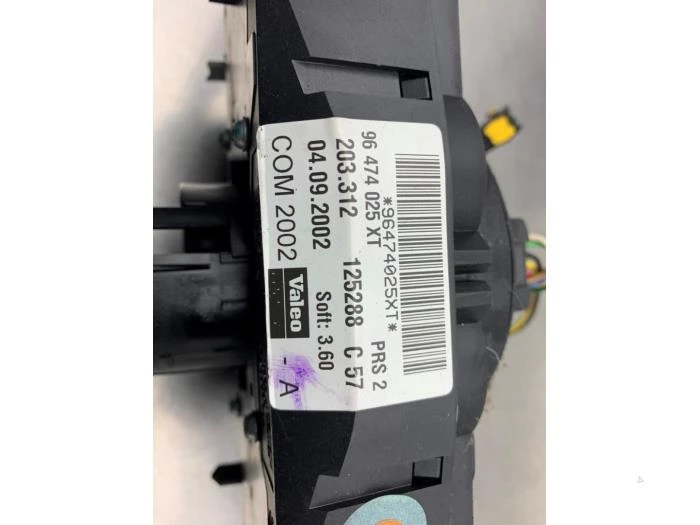 *96474025XT*
96 474 025 XT PRS 2
203.312 125288 C 57
04.09.2002 Soft: 3.60
COM 2002 Valeo - A